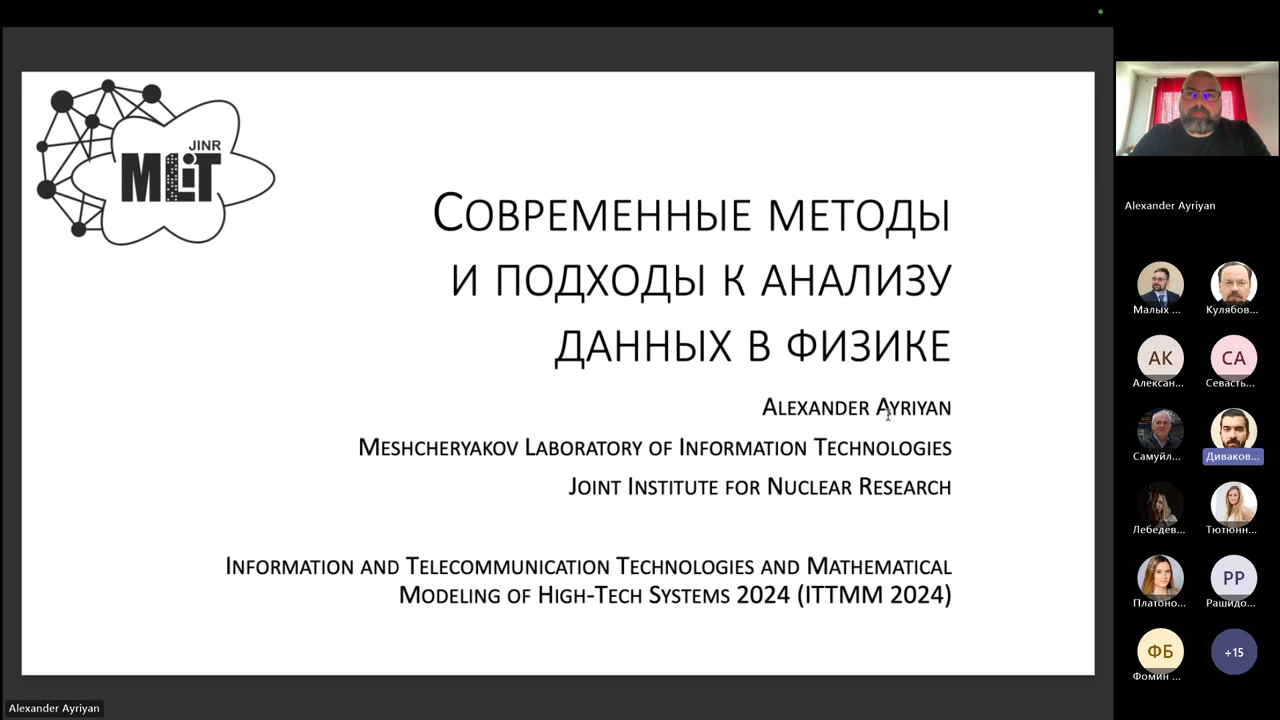 JINR
MLiT
Современные методы
и подходы к анализу
данных в физике
Alexander Ayriyan
Meshcheryakov Laboratory of Information Technologies
Joint Institute for Nuclear Research
Information and Telecommunication Technologies and Mathematical
Modeling of High-Tech Systems 2024 (ITTMM 2024)
Alexander Ayriyan
Alexander Ayriyan
Малых ...
Кулябов...
АК
Алексан...
СА
Севасть...
Самуйл...
Диваков...
Лебедев...
Тютюнн...
Платоно...
РР
Рашидо...
ФБ
Фомин ...
+15